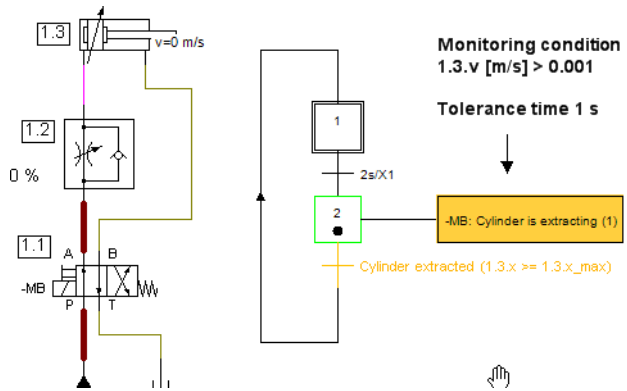 1.3
v=0 m/s
1.2
0 %
1.1
A
B
-MB
P
T
1
2s/X1
2
Monitoring condition
1.3.v [m/s] > 0.001
Tolerance time 1 s
-MB: Cylinder is extracting (1)
Cylinder extracted (1.3.x >= 1.3.x_max)